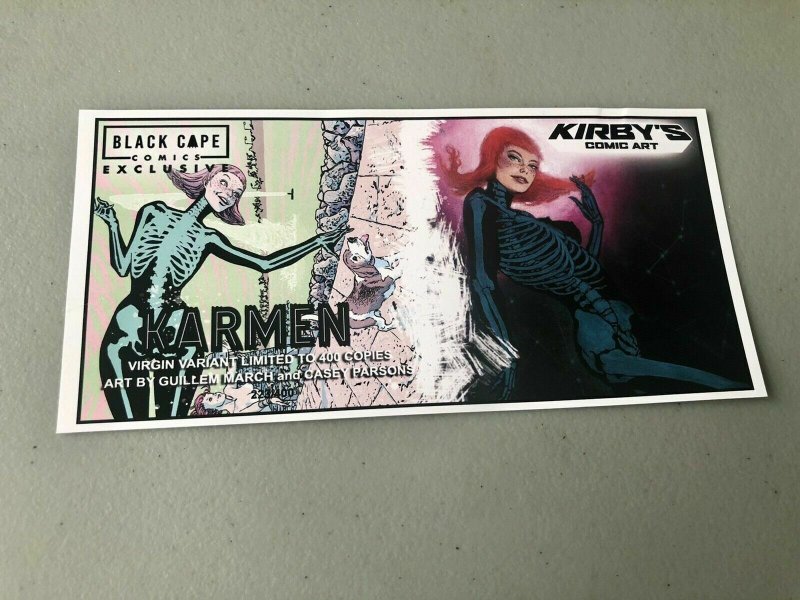 BLACK CAPE
COMICS
EXCLUSIVE
KIRBY'S
COMIC ART
KARMEN
VIRGIN VARIANT LIMITED TO 400 COPIES
ART BY GUILLEM MARCH and CASEY PARSONS